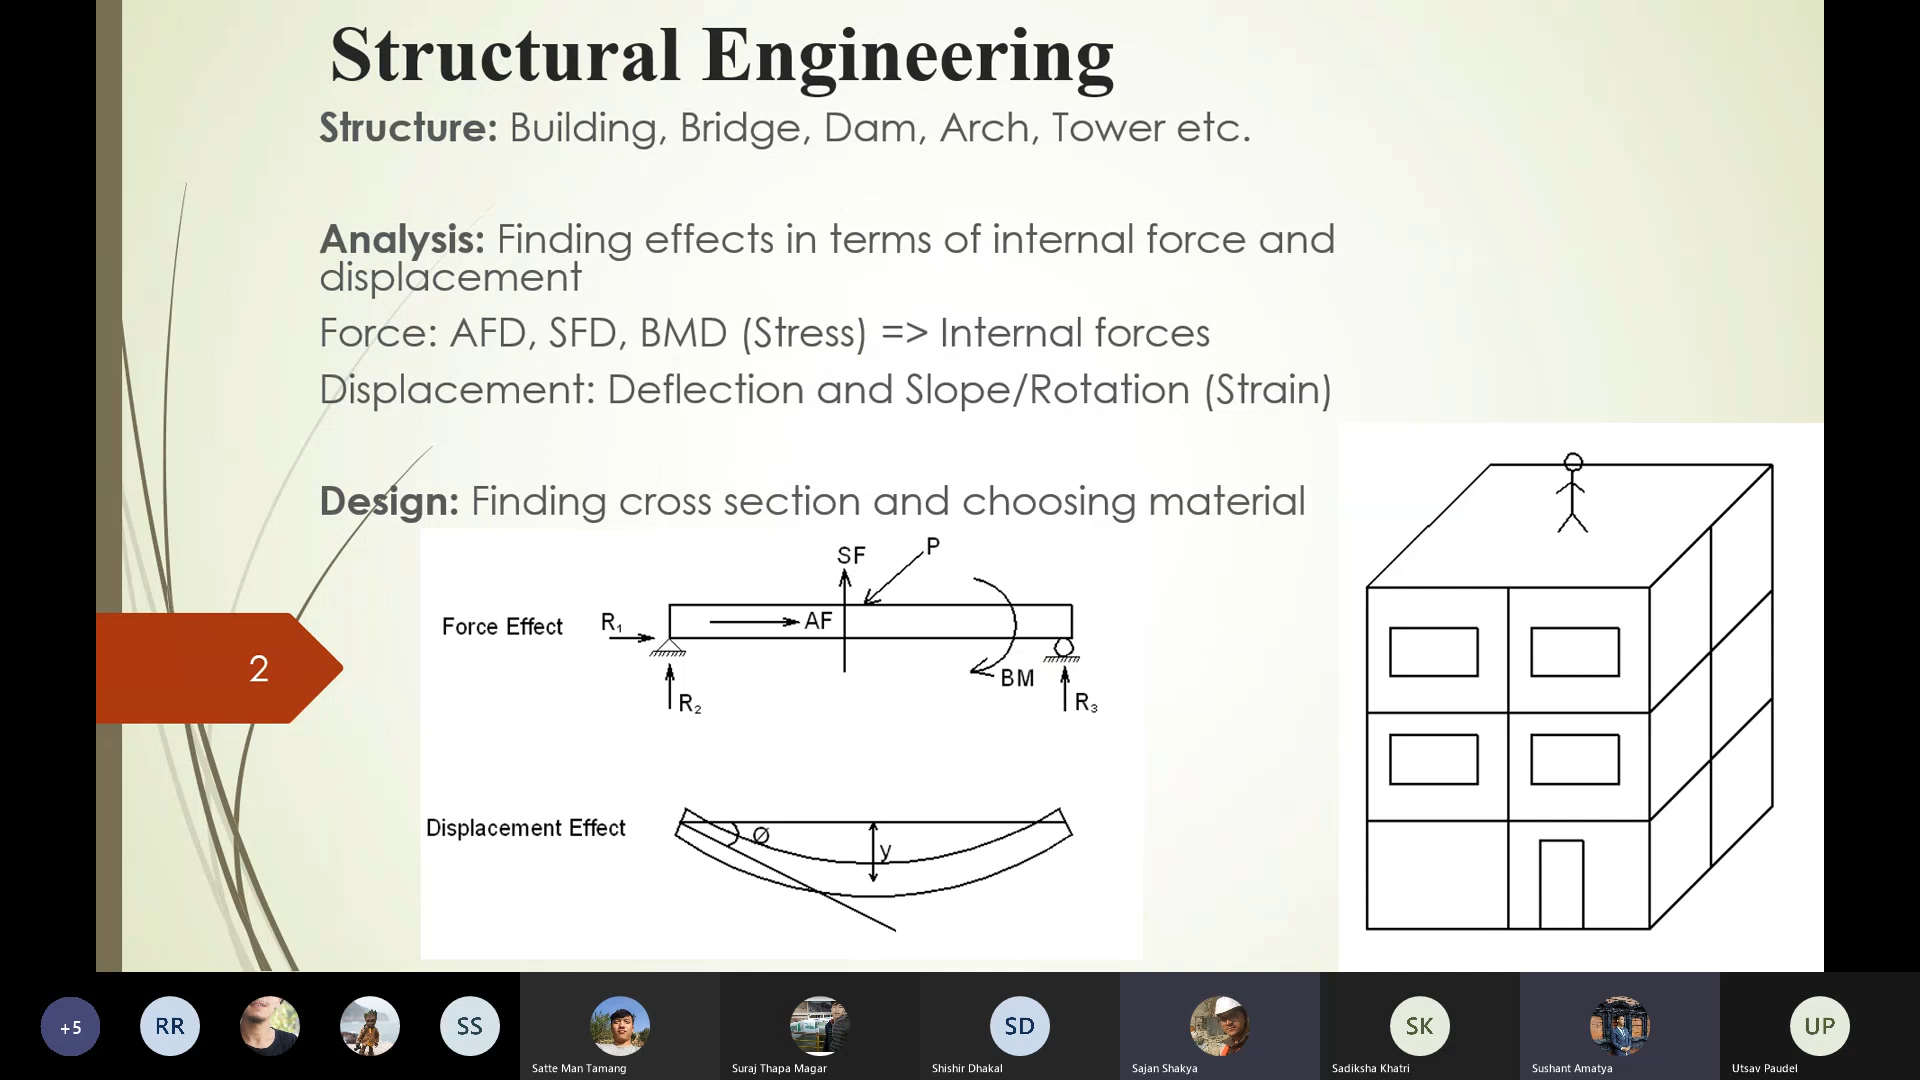 Structural Engineering
Structure: Building, Bridge, Dam, Arch, Tower etc.
Analysis: Finding effects in terms of internal force and
displacement
Force: AFD, SFD, BMD (Stress) => Internal forces
Displacement: Deflection and Slope/Rotation (Strain)
Design: Finding cross section and choosing material
SF
P
Force Effect
R₁
AF
BM
R₂
R₃
2
Displacement Effect
Ø
y
+5
RR
SS
SD
SK
UP
Satte Man Tamang
Suraj Thapa Magar
Shishir Dhakal
Sajan Shakya
Sadiksha Khatri
Sushant Amatya
Utsav Paudel